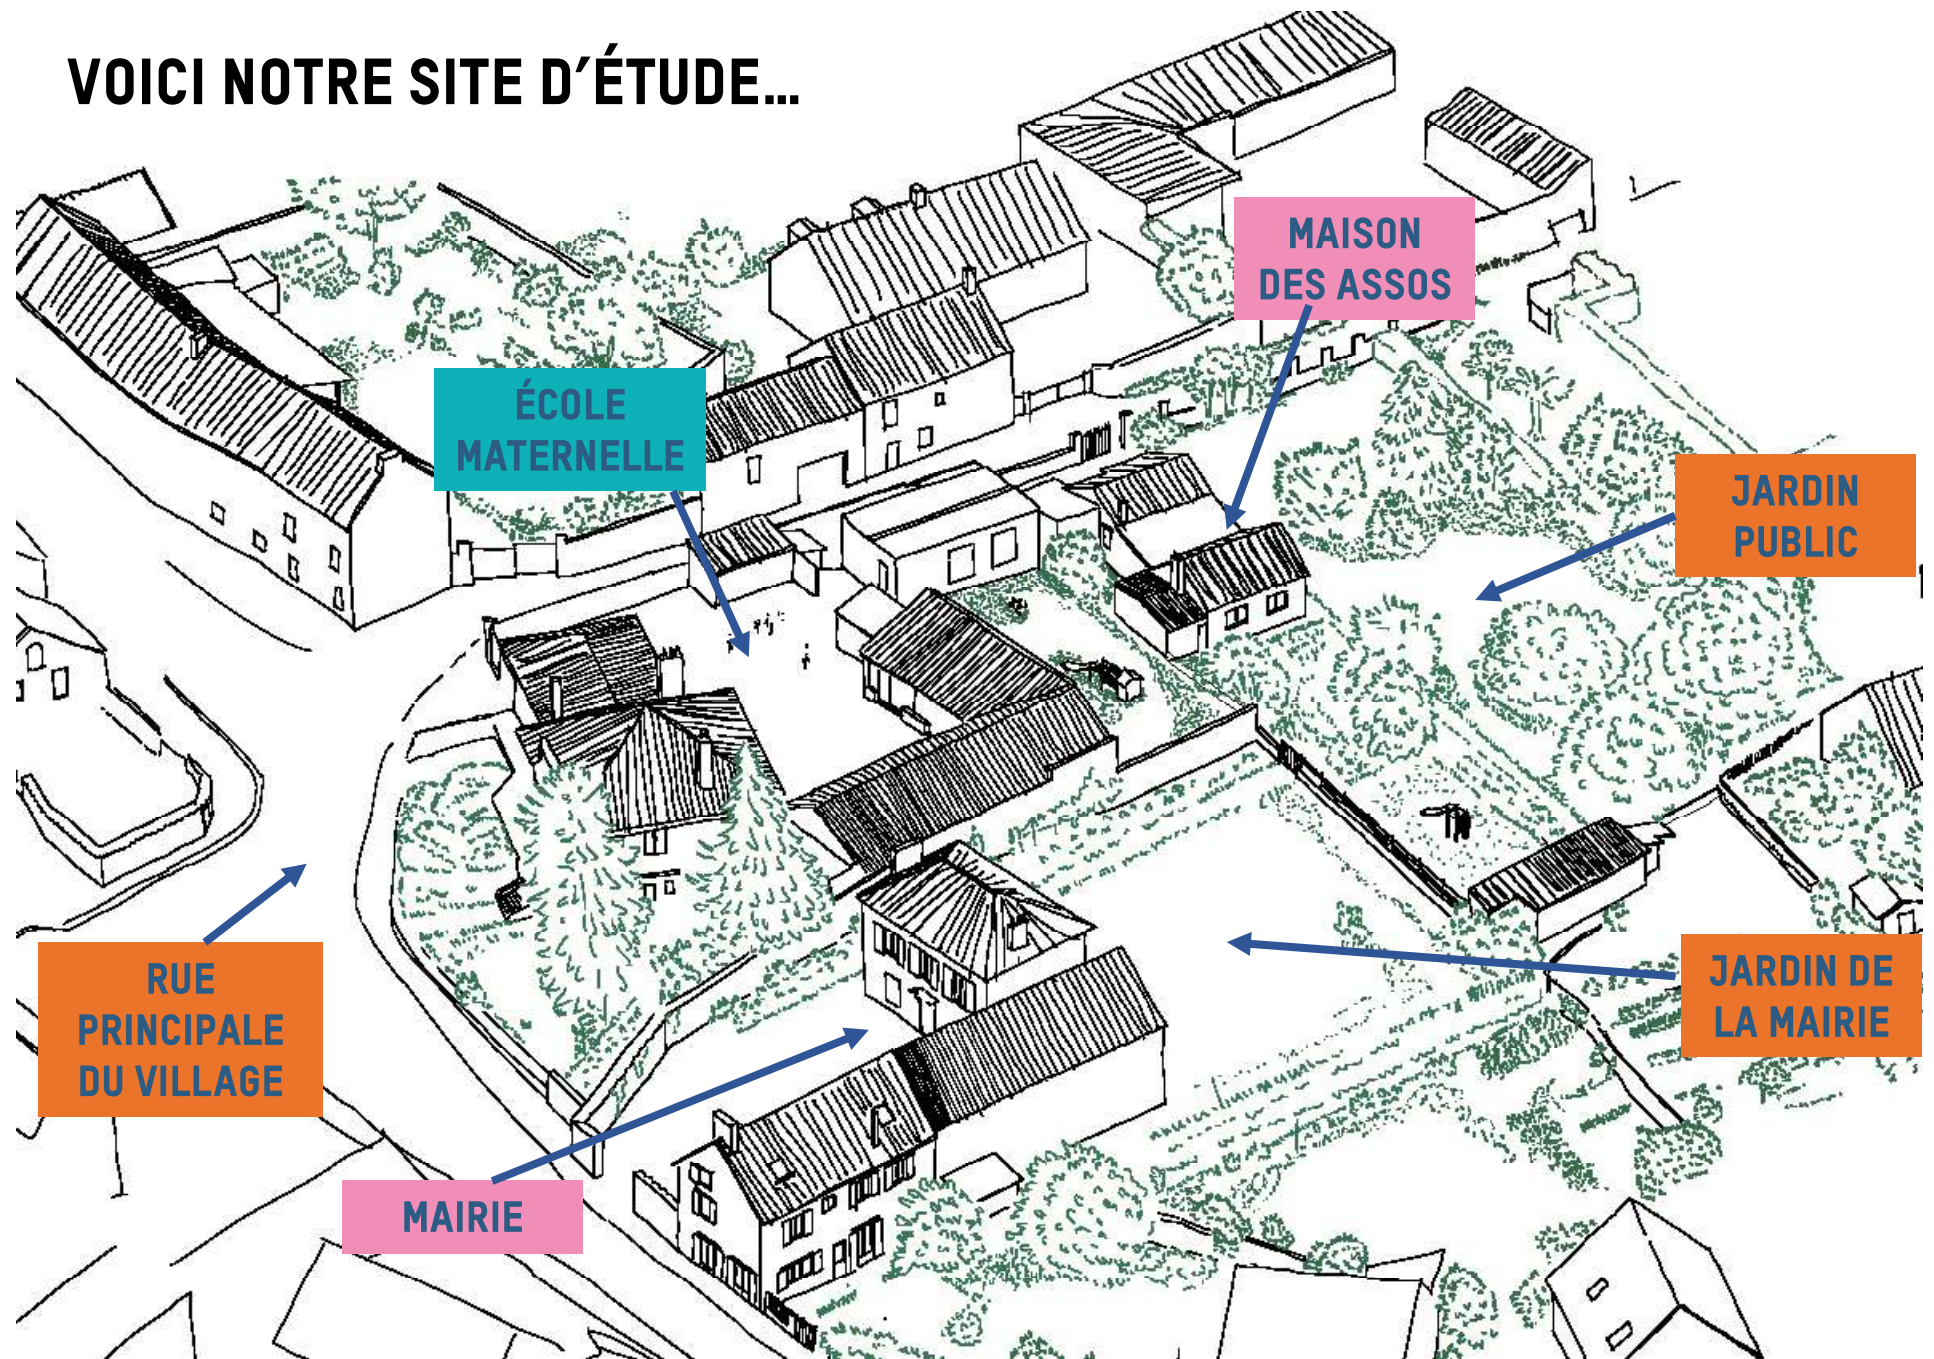 VOICI NOTRE SITE D'ÉTUDE...
MAISON
DES ASSOS
ÉCOLE
MATERNELLE
JARDIN
PUBLIC
RUE
PRINCIPALE
DU VILLAGE
JARDIN DE
LA MAIRIE
MAIRIE